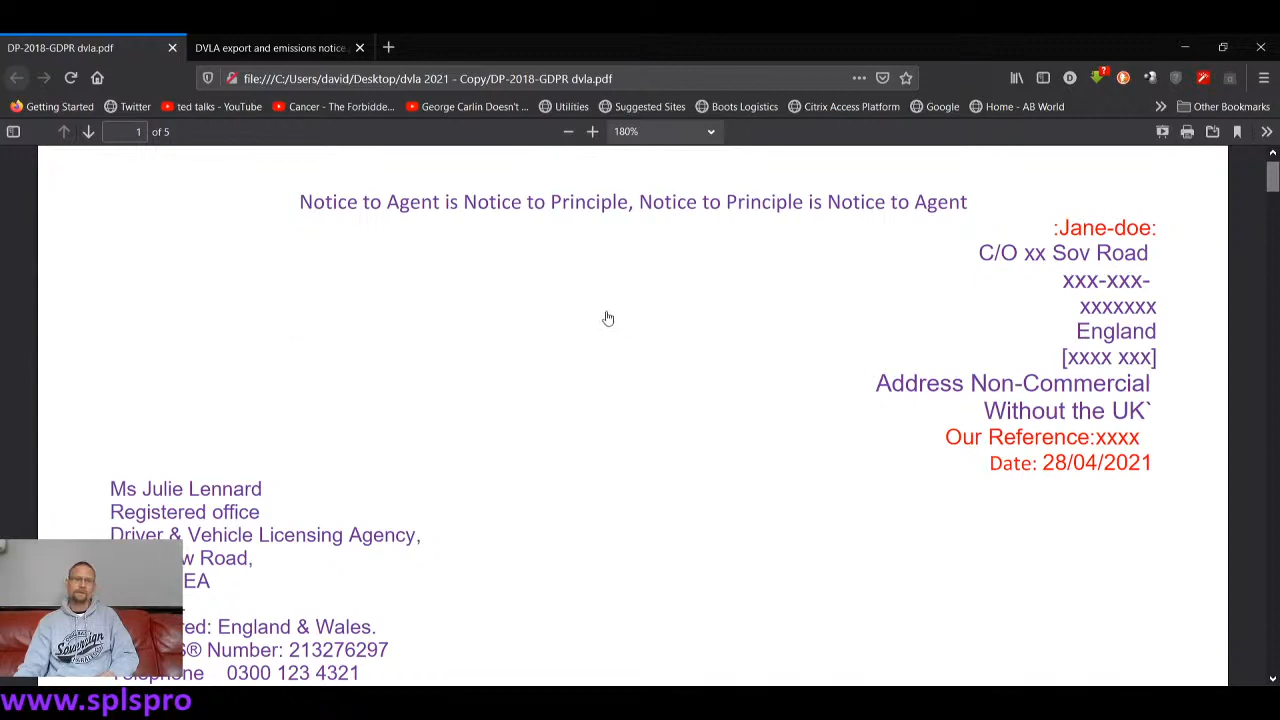 DP-2018-GDPR dvla.pdf
DVLA export and emissions notice
file:///C:/Users/david/Desktop/dvla 2021 - Copy/DP-2018-GDPR dvla.pdf
Getting Started Twitter ted talks - YouTube Cancer - The Forbidde... George Carlin Doesn't ... Utilities Suggested Sites Boots Logistics Citrix Access Platform Google Home - AB World Other Bookmarks
1 of 5 180%
Notice to Agent is Notice to Principle, Notice to Principle is Notice to Agent
:Jane-doe:
C/O xx Sov Road
xxx-xxx-
xxxxxxx
England
[xxxx xxx]
Address Non-Commercial
Without the UK`
Our Reference:xxxx
Date: 28/04/2021
Ms Julie Lennard
Registered office
Driver & Vehicle Licensing Agency,
w Road,
EA
red: England & Wales.
® Number: 213276297
Telephone 0300 123 4321
Sovereign
www.splspro